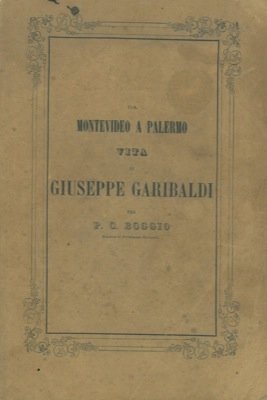 DA
MONTEVIDEO A PALERMO
VITA
DI
GIUSEPPE GARIBALDI
PER
P. C. BOGGIO